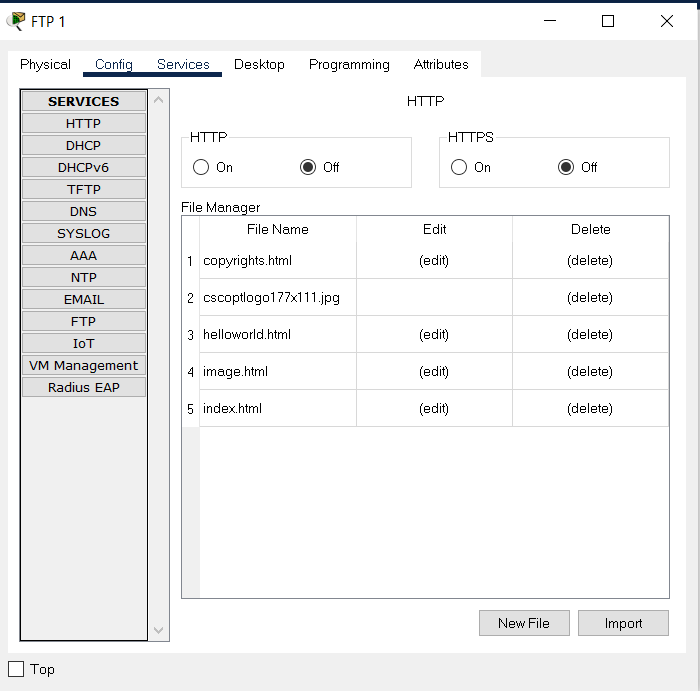 FTP 1
Physical Config Services Desktop Programming Attributes
SERVICES
HTTP
DHCP
DHCPv6
TFTP
DNS
SYSLOG
AAA
NTP
EMAIL
FTP
IoT
VM Management
Radius EAP
HTTP
HTTP
On Off
HTTPS
On Off
File Manager
File Name Edit Delete
1 copyrights.html (edit) (delete)
2 cscoptlogo177x111.jpg (delete)
3 helloworld.html (edit) (delete)
4 image.html (edit) (delete)
5 index.html (edit) (delete)
New File Import
Top